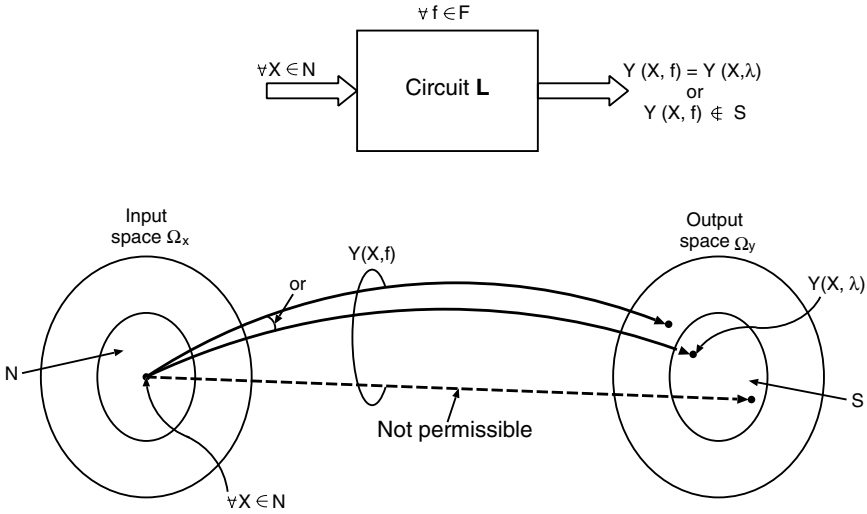 ∀ f ∈ F
∀X ∈ N
Circuit L
Y (X, f) = Y (X,λ)
or
Y (X, f) ∉ S
Input
space Ωx
Output
space Ωy
Y(X,f)
or
Y(X, λ)
N
S
Not permissible
∀X ∈ N